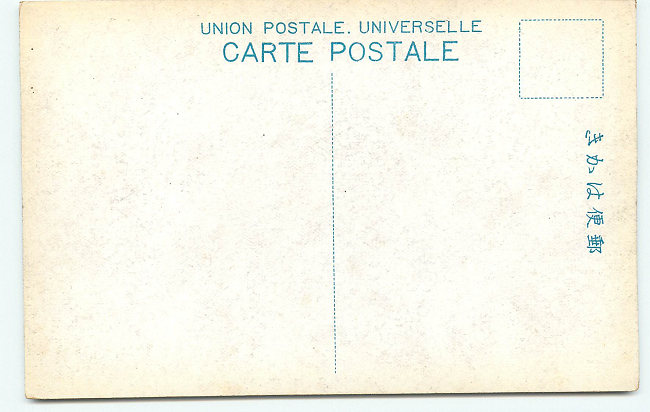 UNION POSTALE. UNIVERSELLE
CARTE POSTALE
郵便はかき